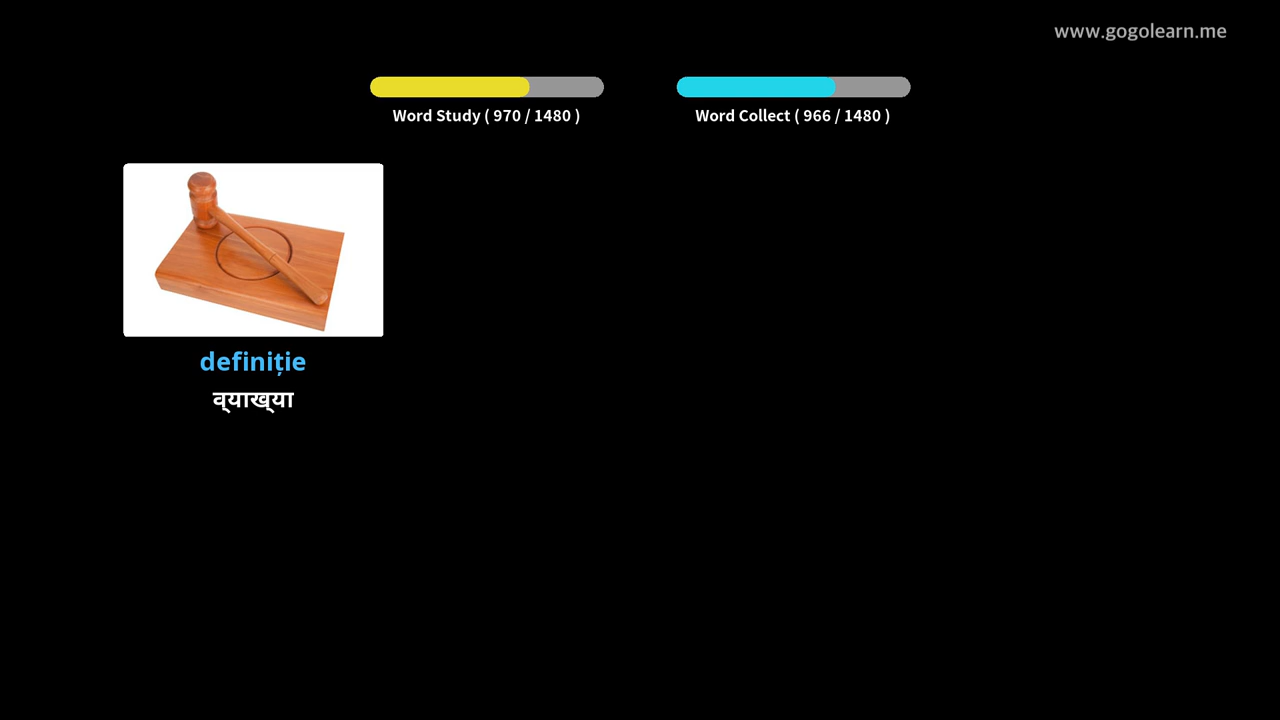 www.gogolearn.me
Word Study ( 970 / 1480 )
Word Collect ( 966 / 1480 )
definiție
व्‌याख्‌या